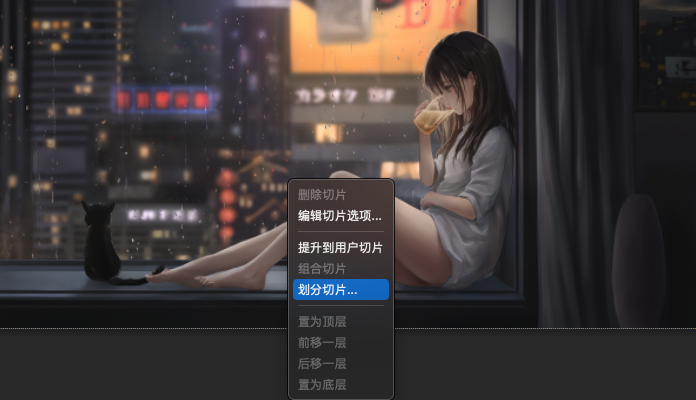 カラオケ
删除切片
编辑切片选项...
提升到用户切片
组合切片
划分切片...
置为顶层
前移一层
后移一层
置为底层